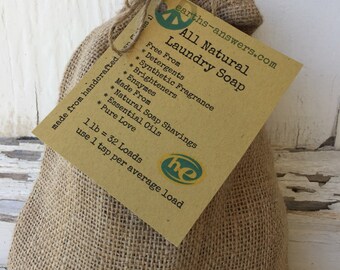 earths-answers.com
All Natural
Laundry Soap
Free From
* Detergents
* Synthetic Fragrance
* Brighteners
* Enzymes
Made From
* Natural Soap Shavings
* Essential Oils
* Pure Love
1 lb = 32 Loads
use 1 tsp per average load
made from handcrafted
he